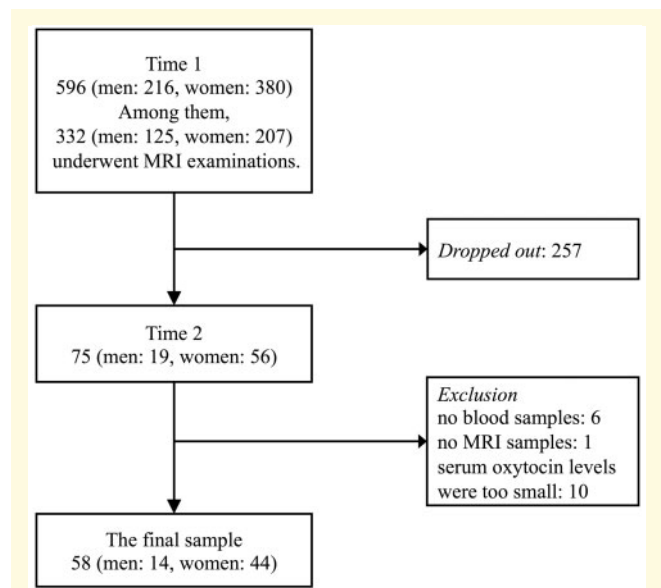 Time 1
596 (men: 216, women: 380)
Among them,
332 (men: 125, women: 207)
underwent MRI examinations.
Dropped out: 257
Time 2
75 (men: 19, women: 56)
Exclusion
no blood samples: 6
no MRI samples: 1
serum oxytocin levels
were too small: 10
The final sample
58 (men: 14, women: 44)